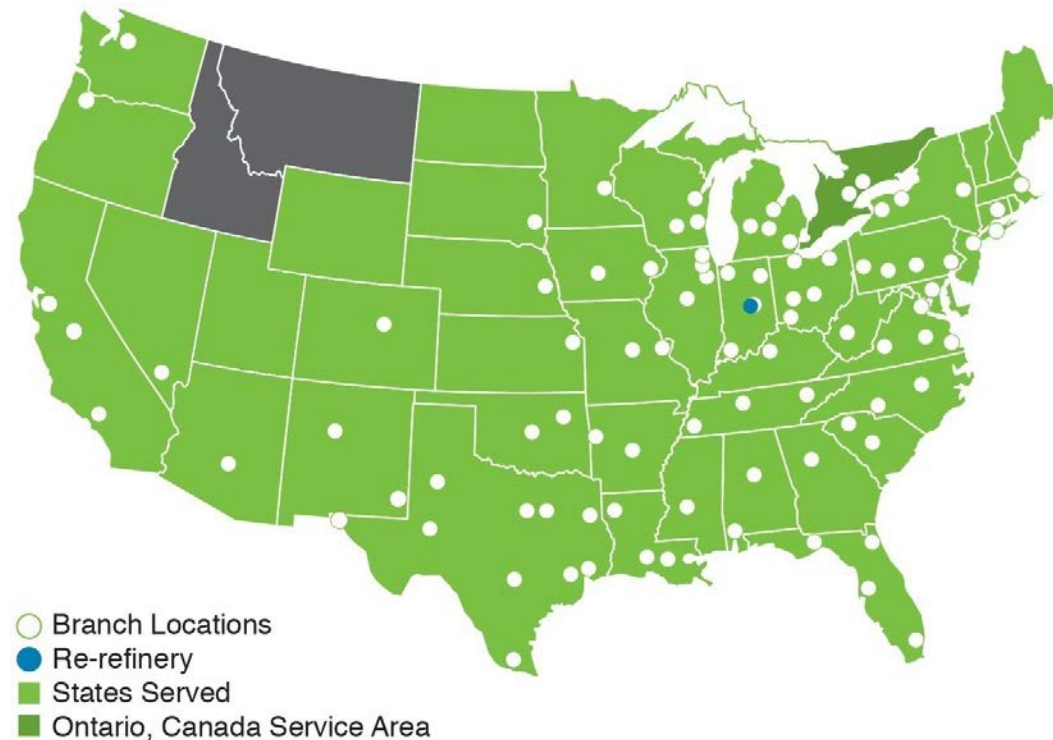 Branch Locations
Re-refinery
States Served
Ontario, Canada Service Area